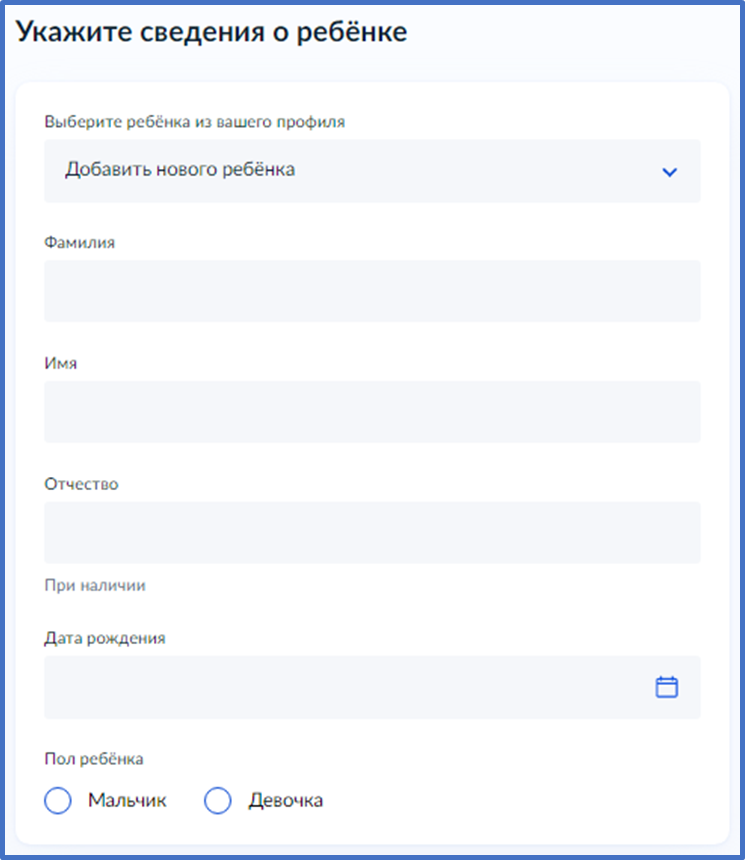 Укажите сведения о ребёнке
Выберите ребёнка из вашего профиля
Добавить нового ребёнка
Фамилия
Имя
Отчество
При наличии
Дата рождения
Пол ребёнка
Мальчик Девочка